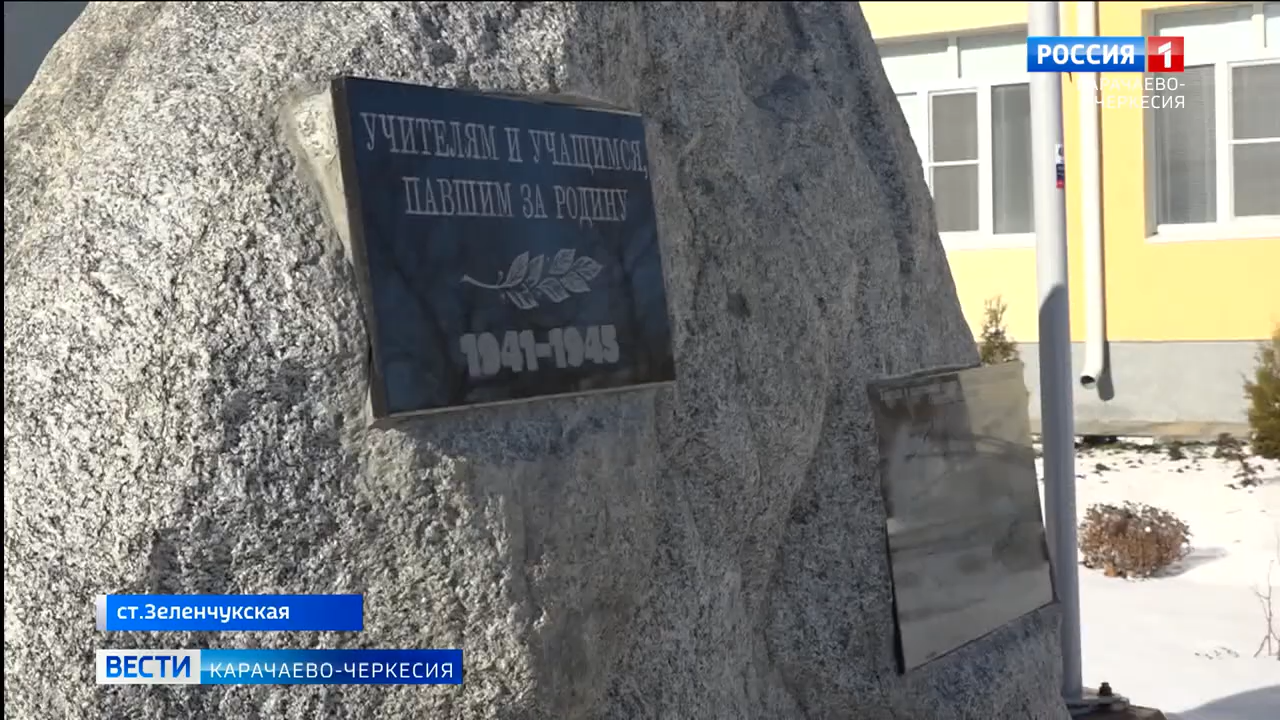 РОССИЯ 1
КАРАЧАЕВО-
ЧЕРКЕСИЯ
УЧИТЕЛЯМ И УЧАЩИМСЯ,
ПАВШИМ ЗА РОДИНУ
1941-1945
ст.Зеленчукская
ВЕСТИ КАРАЧАЕВО-ЧЕРКЕСИЯ